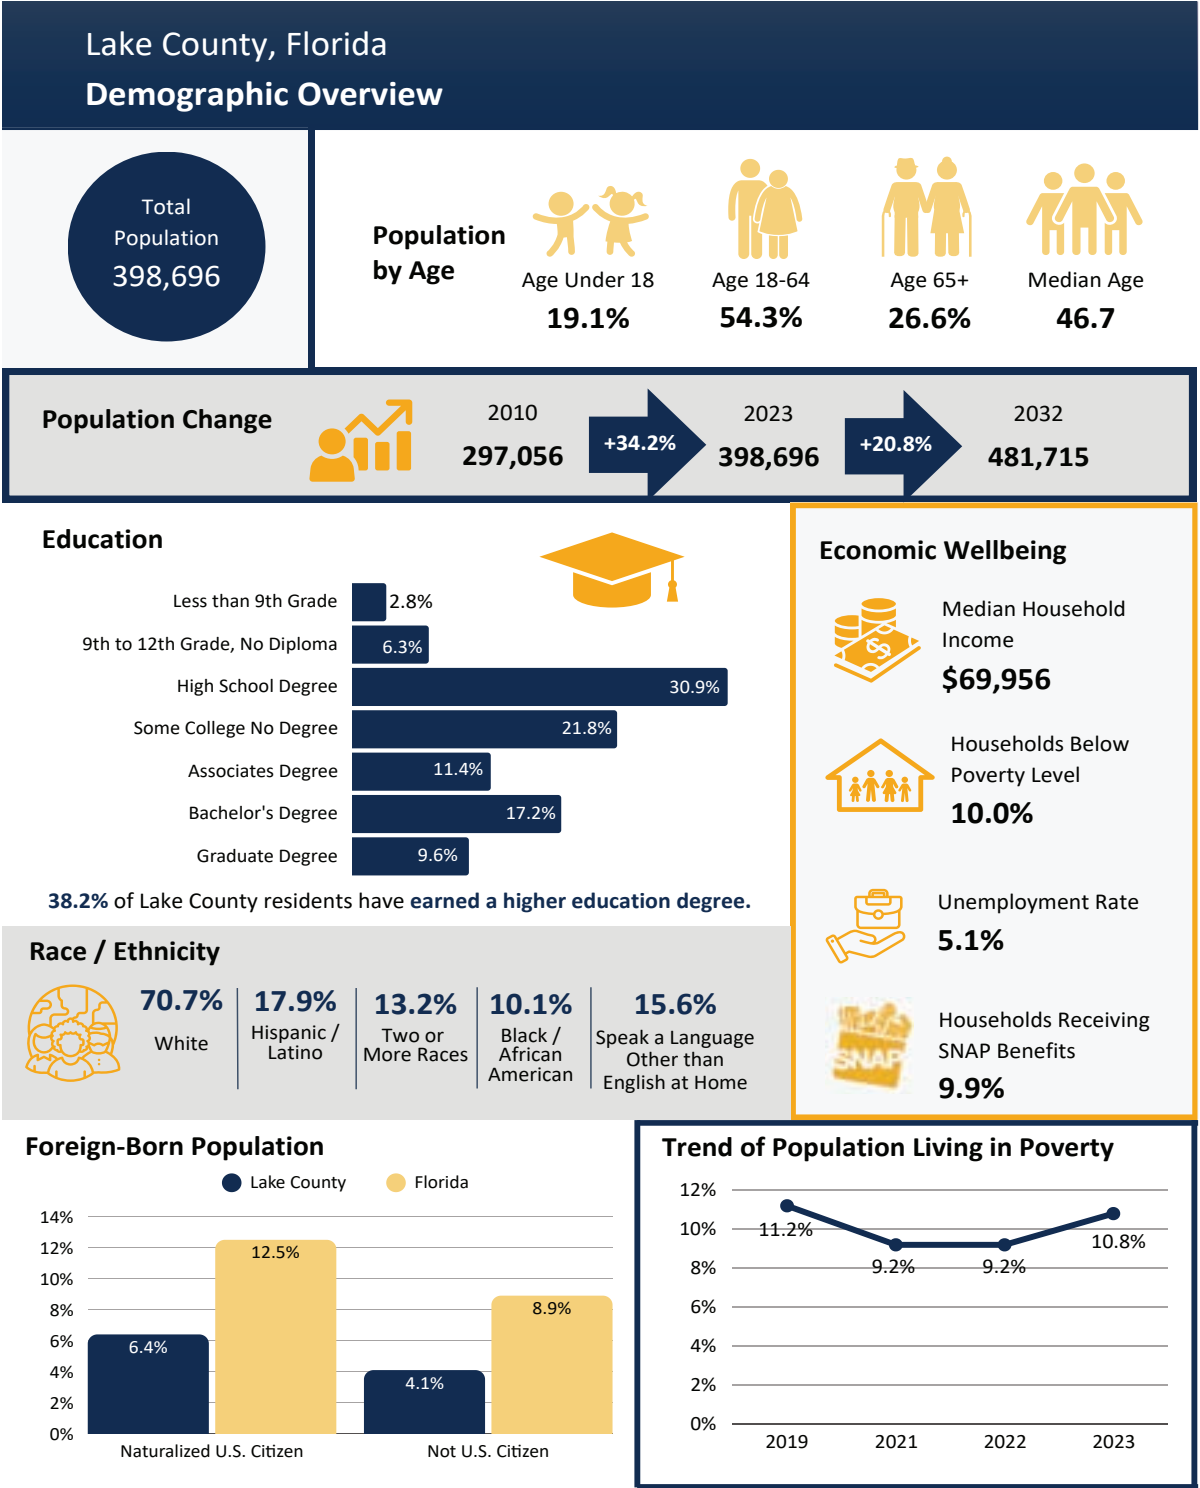 Lake County, Florida
Demographic Overview
Total
Population
398,696
Population
by Age
Age Under 18
19.1%
Age 18-64
54.3%
Age 65+
26.6%
Median Age
46.7
Population Change
2010
297,056
+34.2%
2023
398,696
+20.8%
2032
481,715
Education
Less than 9th Grade 2.8%
9th to 12th Grade, No Diploma 6.3%
High School Degree 30.9%
Some College No Degree 21.8%
Associates Degree 11.4%
Bachelor's Degree 17.2%
Graduate Degree 9.6%
38.2% of Lake County residents have earned a higher education degree.
Economic Wellbeing
Median Household
Income
$69,956
Households Below
Poverty Level
10.0%
Unemployment Rate
5.1%
SNAP
Households Receiving
SNAP Benefits
9.9%
Race / Ethnicity
70.7%
White
17.9%
Hispanic /
Latino
13.2%
Two or
More Races
10.1%
Black /
African
American
15.6%
Speak a Language
Other than
English at Home
Foreign-Born Population
Lake County
Florida
14%
12%
10%
8%
6%
4%
2%
0%
6.4%
12.5%
4.1%
8.9%
Naturalized U.S. Citizen
Not U.S. Citizen
Trend of Population Living in Poverty
12%
10%
8%
6%
4%
2%
0%
11.2%
9.2%
9.2%
10.8%
2019
2021
2022
2023